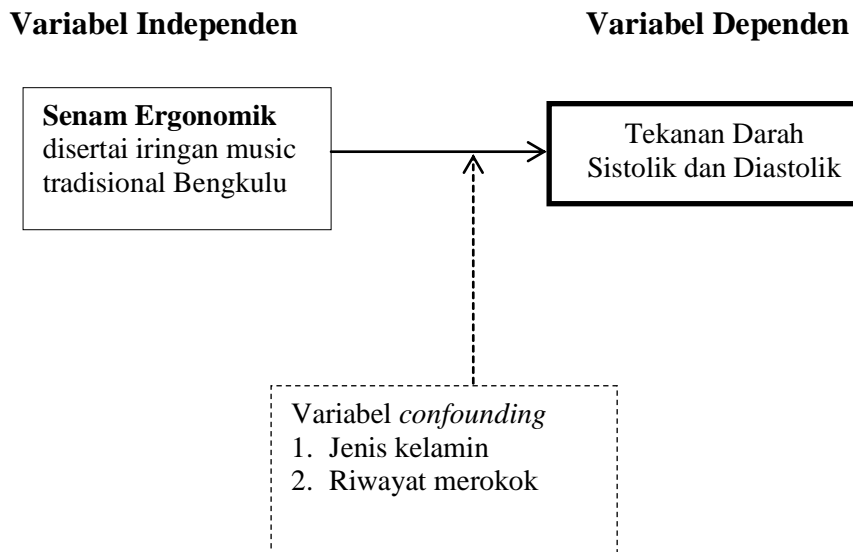 Variabel Independen
Variabel Dependen
Senam Ergonomik
disertai iringan music
tradisional Bengkulu
Tekanan Darah
Sistolik dan Diastolik
Variabel confounding
1. Jenis kelamin
2. Riwayat merokok